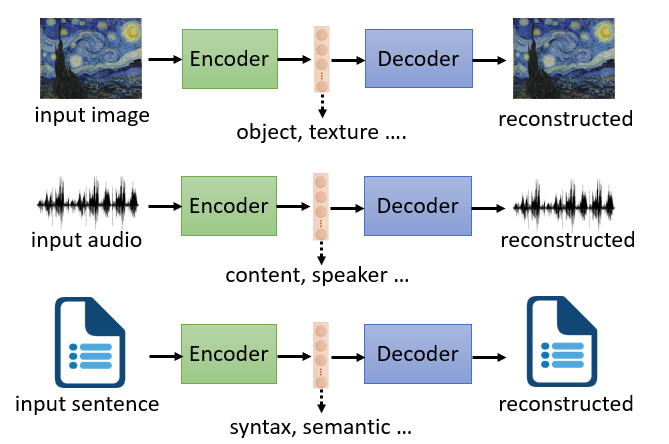 Encoder
Decoder
input image
reconstructed
object, texture ....
Encoder
Decoder
input audio
reconstructed
content, speaker ...
Encoder
Decoder
input sentence
reconstructed
syntax, semantic ...